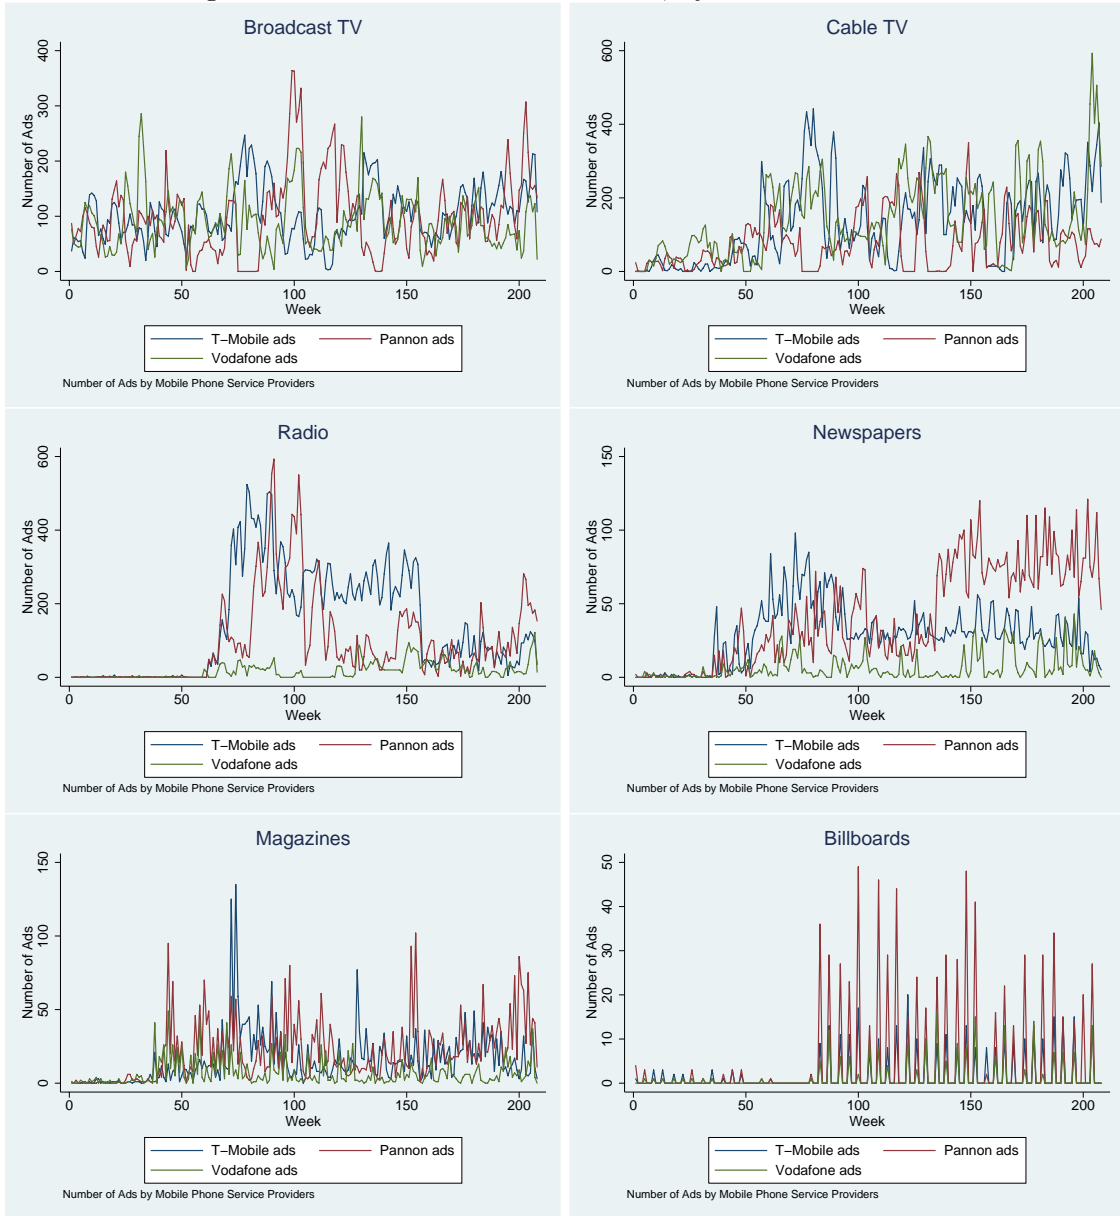 Broadcast TV
Number of Ads
0 100 200 300 400
0 50 100 150 200
Week
T−Mobile ads Pannon ads
Vodafone ads
Number of Ads by Mobile Phone Service Providers
Cable TV
Number of Ads
0 200 400 600
0 50 100 150 200
Week
T−Mobile ads Pannon ads
Vodafone ads
Number of Ads by Mobile Phone Service Providers
Radio
Number of Ads
0 200 400 600
0 50 100 150 200
Week
T−Mobile ads Pannon ads
Vodafone ads
Number of Ads by Mobile Phone Service Providers
Newspapers
Number of Ads
0 50 100 150
0 50 100 150 200
Week
T−Mobile ads Pannon ads
Vodafone ads
Number of Ads by Mobile Phone Service Providers
Magazines
Number of Ads
0 50 100 150
0 50 100 150 200
Week
T−Mobile ads Pannon ads
Vodafone ads
Number of Ads by Mobile Phone Service Providers
Billboards
Number of Ads
0 10 20 30 40 50
0 50 100 150 200
Week
T−Mobile ads Pannon ads
Vodafone ads
Number of Ads by Mobile Phone Service Providers